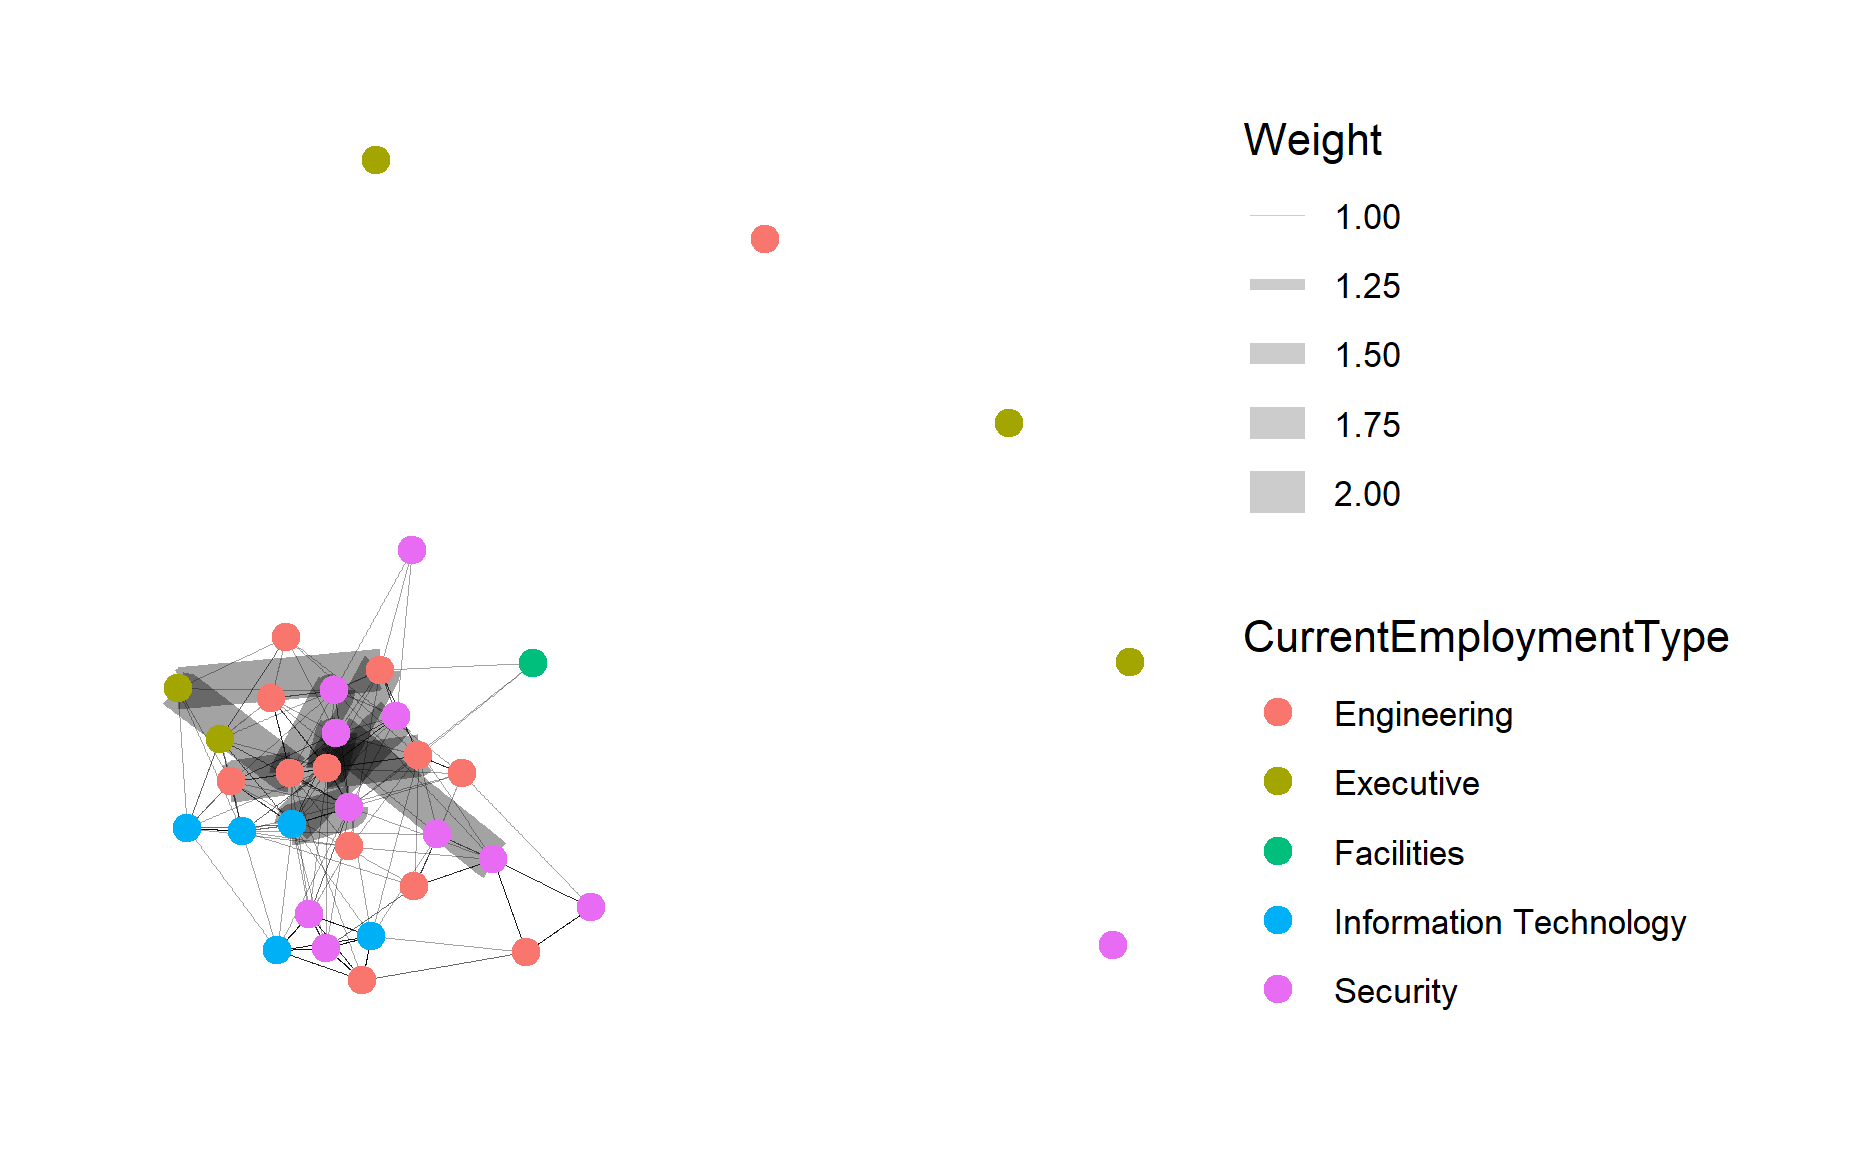 Weight
1.00
1.25
1.50
1.75
2.00
CurrentEmploymentType
Engineering
Executive
Facilities
Information Technology
Security